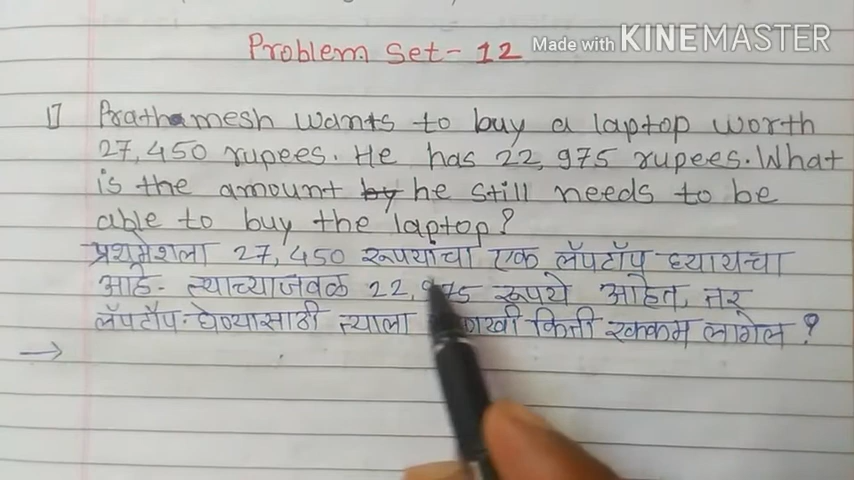 Problem Set - 12
Made with KINEMASTER
1] Prathamesh wants to buy a laptop worth
27,450 rupees. He has 22,975 rupees. What
is the amount by he still needs to be
able to buy the laptop?
प्रथमेशला 27,450 रूपयांचा एक लॅपटॉप घ्यायचा
आहे. त्याच्याजवळ 22,975 रूपये आहेत, तर
लॅपटॉप घेण्यासाठी त्याला किती रक्कम लागेल?
→